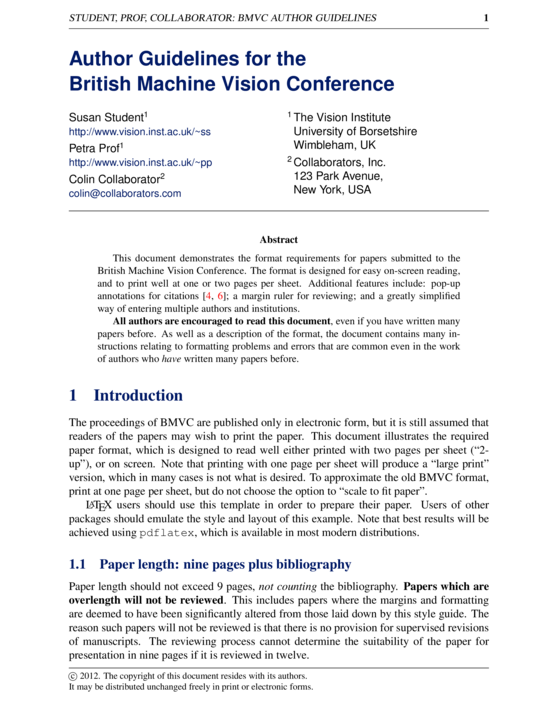 STUDENT, PROF, COLLABORATOR: BMVC AUTHOR GUIDELINES 1
Author Guidelines for the
British Machine Vision Conference
Susan Student1
http://www.vision.inst.ac.uk/~ss
Petra Prof1
http://www.vision.inst.ac.uk/~pp
Colin Collaborator2
colin@collaborators.com
1 The Vision Institute
University of Borsetshire
Wimbleham, UK
2 Collaborators, Inc.
123 Park Avenue,
New York, USA
Abstract
This document demonstrates the format requirements for papers submitted to the
British Machine Vision Conference. The format is designed for easy on-screen reading,
and to print well at one or two pages per sheet. Additional features include: pop-up
annotations for citations [4, 6]; a margin ruler for reviewing; and a greatly simplified
way of entering multiple authors and institutions.
All authors are encouraged to read this document, even if you have written many
papers before. As well as a description of the format, the document contains many in-
structions relating to formatting problems and errors that are common even in the work
of authors who have written many papers before.
1 Introduction
The proceedings of BMVC are published only in electronic form, but it is still assumed that
readers of the papers may wish to print the paper. This document illustrates the required
paper format, which is designed to read well either printed with two pages per sheet (“2-
up”), or on screen. Note that printing with one page per sheet will produce a “large print”
version, which in many cases is not what is desired. To approximate the old BMVC format,
print at one page per sheet, but do not choose the option to “scale to fit paper”.
LATEX users should use this template in order to prepare their paper. Users of other
packages should emulate the style and layout of this example. Note that best results will be
achieved using pdflatex, which is available in most modern distributions.
1.1 Paper length: nine pages plus bibliography
Paper length should not exceed 9 pages, not counting the bibliography. Papers which are
overlength will not be reviewed. This includes papers where the margins and formatting
are deemed to have been significantly altered from those laid down by this style guide. The
reason such papers will not be reviewed is that there is no provision for supervised revisions
of manuscripts. The reviewing process cannot determine the suitability of the paper for
presentation in nine pages if it is reviewed in twelve.
© 2012. The copyright of this document resides with its authors.
It may be distributed unchanged freely in print or electronic forms.